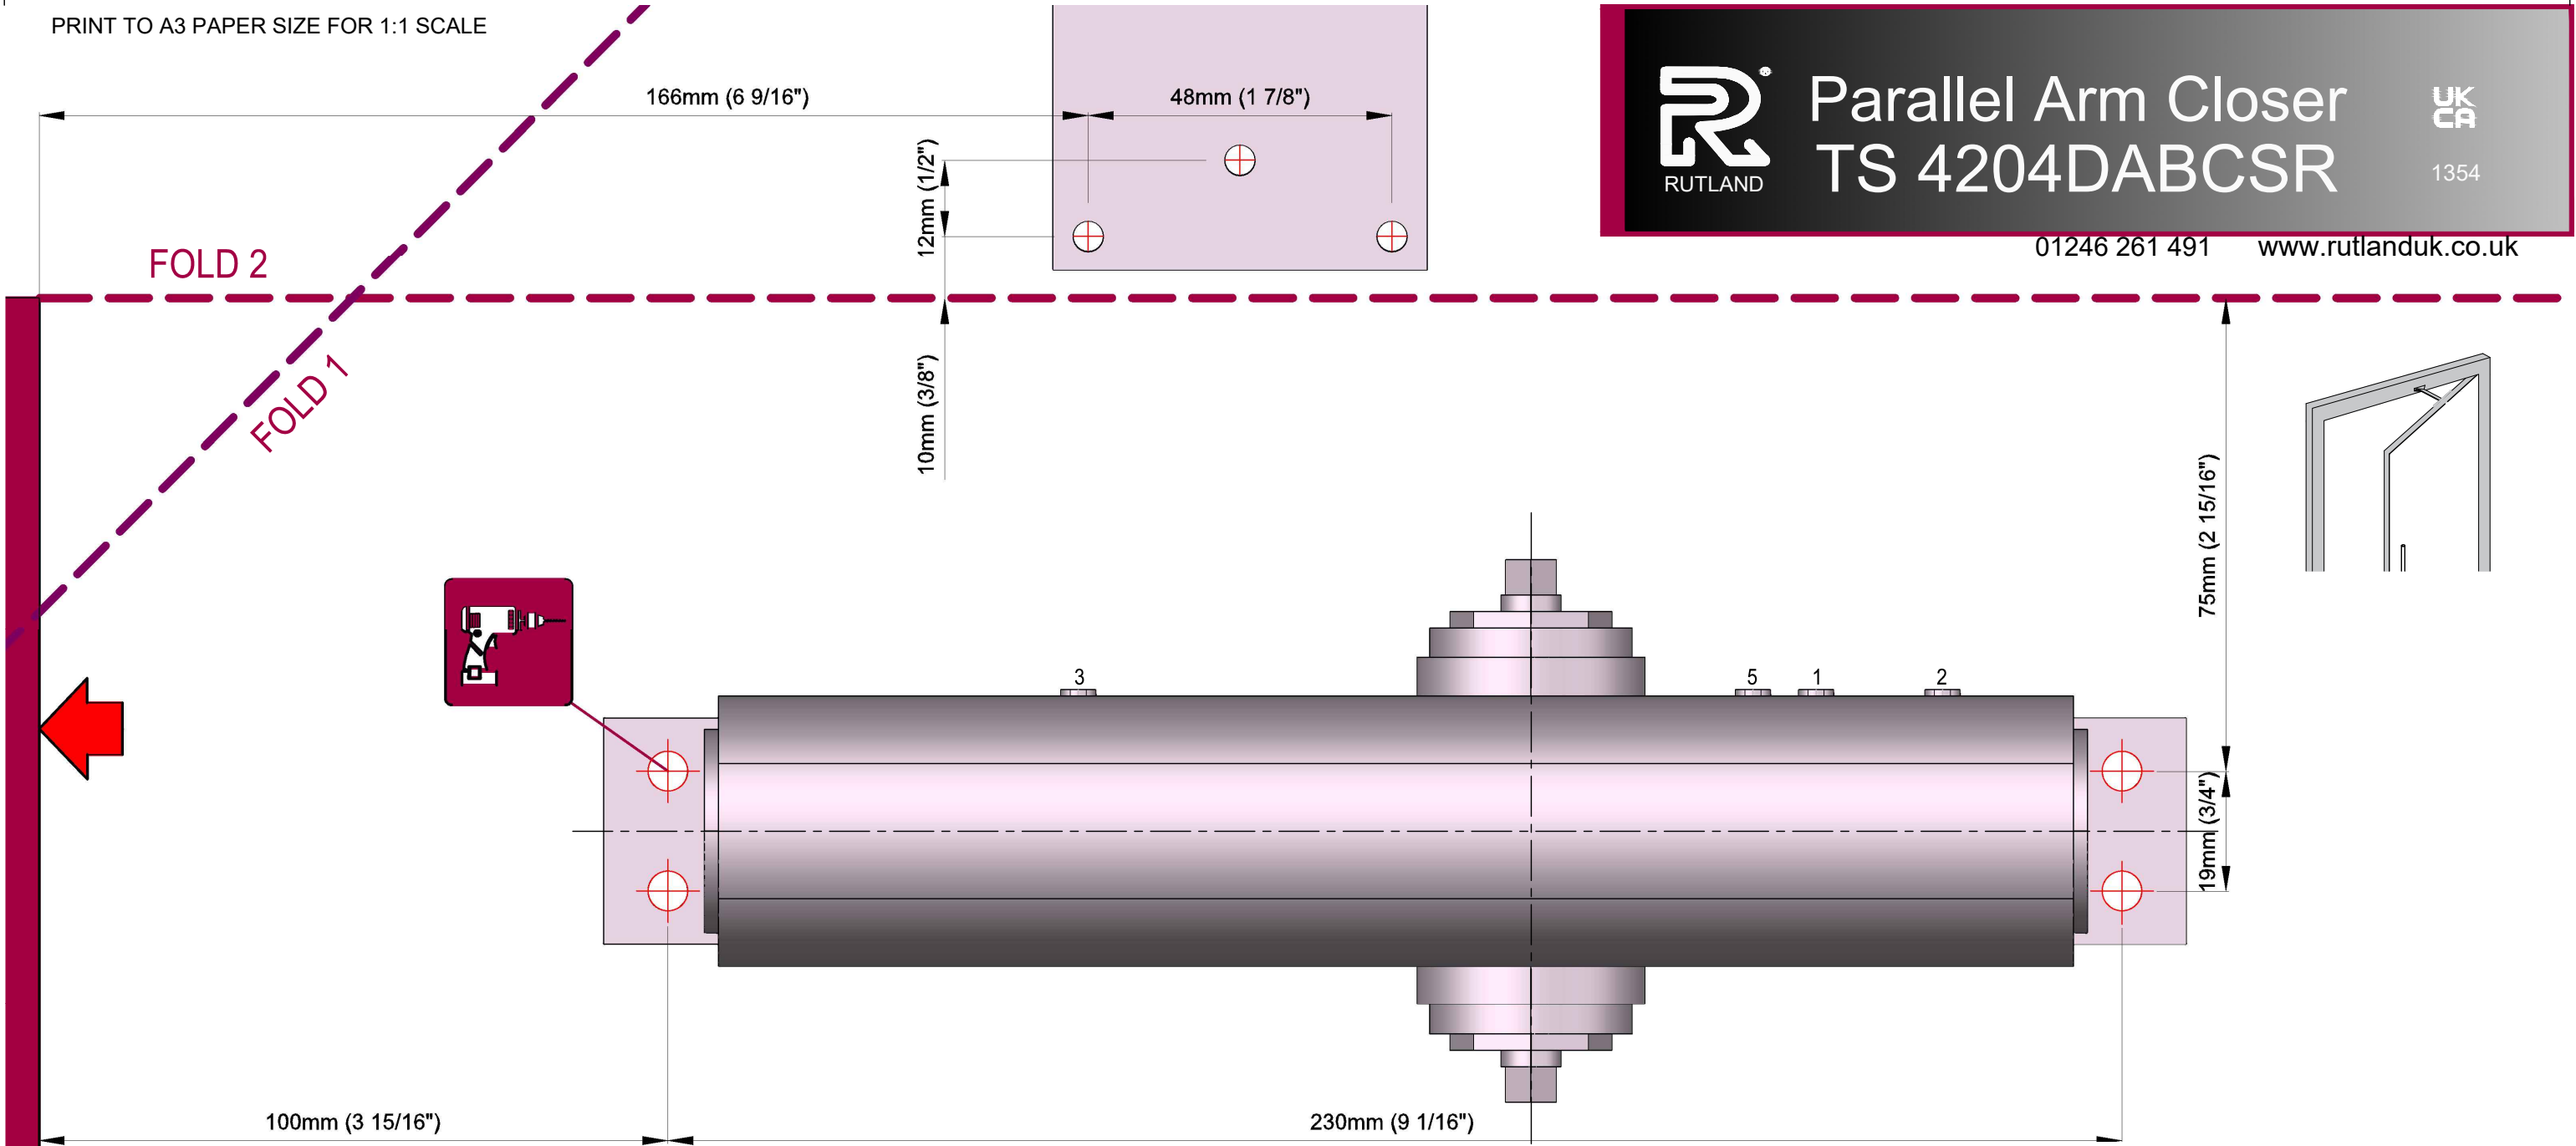 PRINT TO A3 PAPER SIZE FOR 1:1 SCALE
166mm (6 9/16")
48mm (1 7/8")
12mm (1/2")
RUTLAND
Parallel Arm Closer
TS 4204DABCSR
UK
CA
1354
01246 261 491 www.rutlanduk.co.uk
FOLD 2
FOLD 1
10mm (3/8")
75mm (2 15/16")
3
5 1 2
19mm (3/4")
100mm (3 15/16")
230mm (9 1/16")